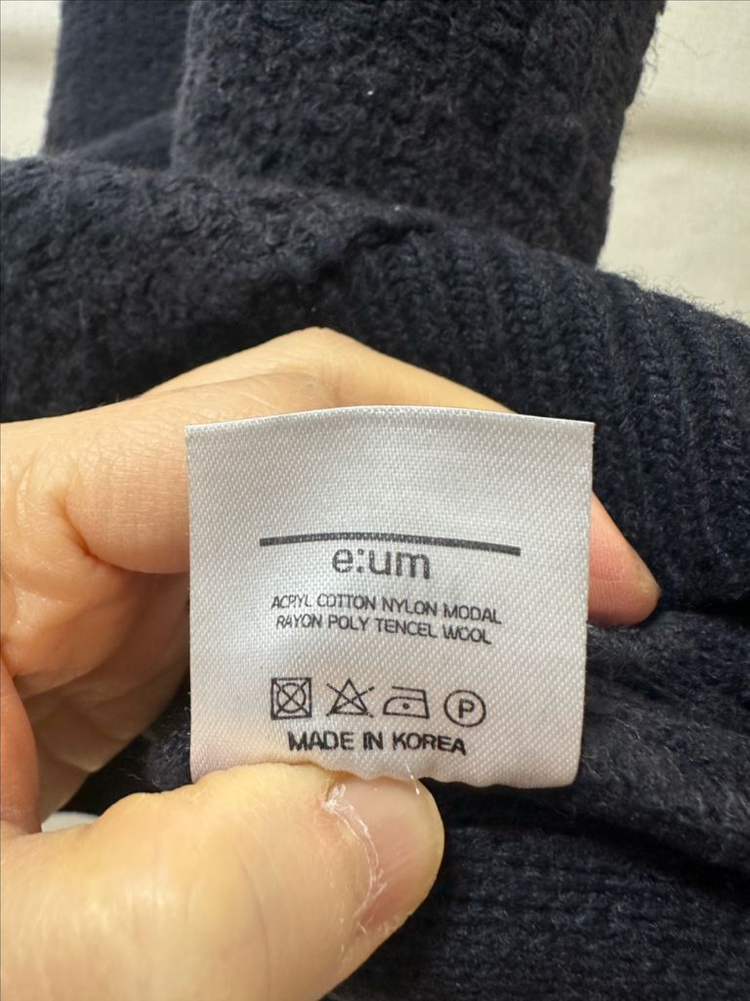 e:um
ACRYL COTTON NYLON MODAL
RAYON POLY TENCEL WOOL
P
MADE IN KOREA